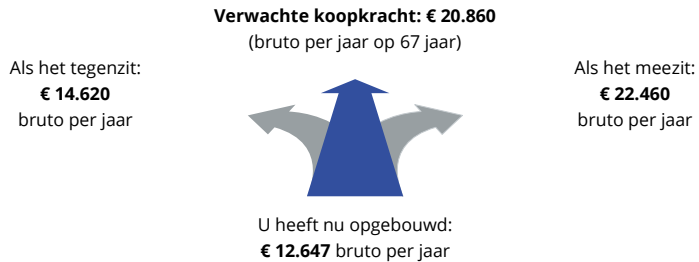 Verwachte koopkracht: € 20.860
(bruto per jaar op 67 jaar)
Als het tegenzit:
€ 14.620
bruto per jaar
Als het meezit:
€ 22.460
bruto per jaar
U heeft nu opgebouwd:
€ 12.647 bruto per jaar